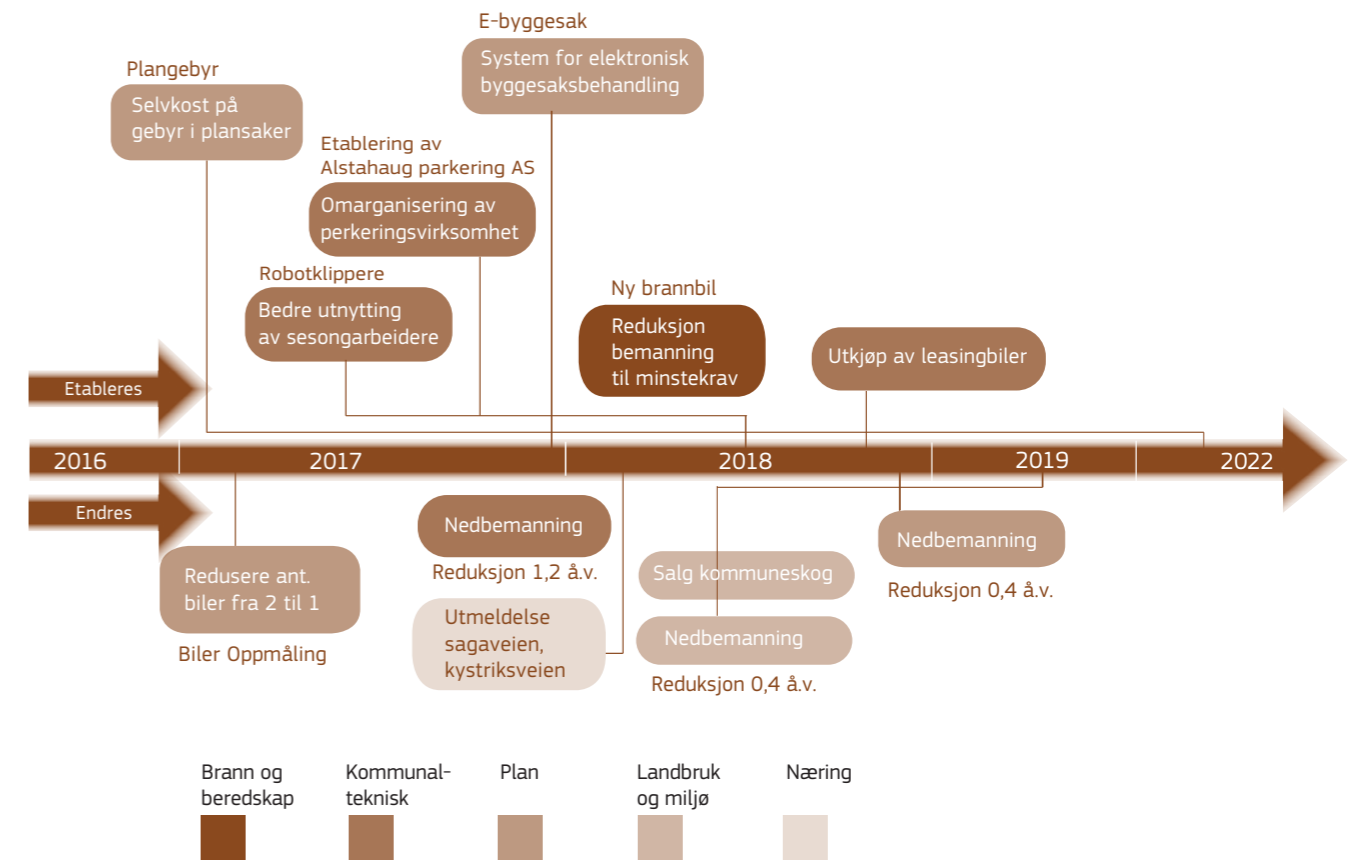 E-byggesak
System for elektronisk
byggesaksbehandling
Plangebyr
Selvkost på
gebyr i plansaker
Etablering av
Alstahaug parkering AS
Omarganisering av
perkeringsvirksomhet
Robotklippere
Bedre utnytting
av sesongarbeidere
Ny brannbil
Reduksjon
bemanning
til minstekrav
Utkjøp av leasingbiler
Etableres
2016
2017
2018
2019
2022
Endres
Redusere ant.
biler fra 2 til 1
Biler Oppmåling
Nedbemanning
Reduksjon 1,2 å.v.
Utmeldelse
sagaveien,
kystriksveien
Salg kommuneskog
Nedbemanning
Reduksjon 0,4 å.v.
Nedbemanning
Reduksjon 0,4 å.v.
Brann og
beredskap
Kommunal-
teknisk
Plan
Landbruk
og miljø
Næring